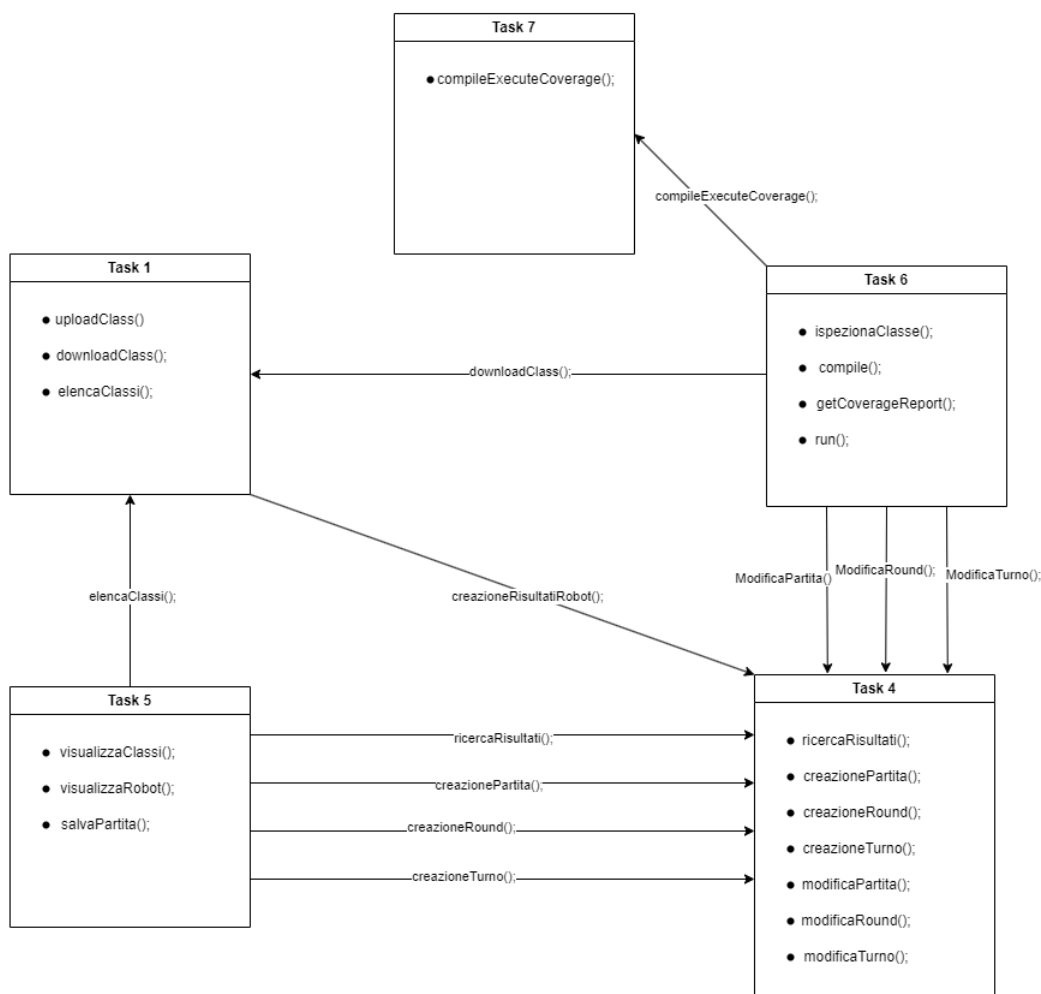 Task 7
compileExecuteCoverage();
compileExecuteCoverage();
Task 1
uploadClass()
downloadClass();
elencaClassi();
Task 6
ispezionaClasse();
compile();
getCoverageReport();
run();
downloadClass();
ModificaPartita()
ModificaRound();
ModificaTurno();
elencaClassi();
creazioneRisultatiRobot();
Task 5
visualizzaClassi();
visualizzaRobot();
salvaPartita();
ricercaRisultati();
creazionePartita();
creazioneRound();
creazioneTurno();
Task 4
ricercaRisultati();
creazionePartita();
creazioneRound();
creazioneTurno();
modificaPartita();
modificaRound();
modificaTurno();